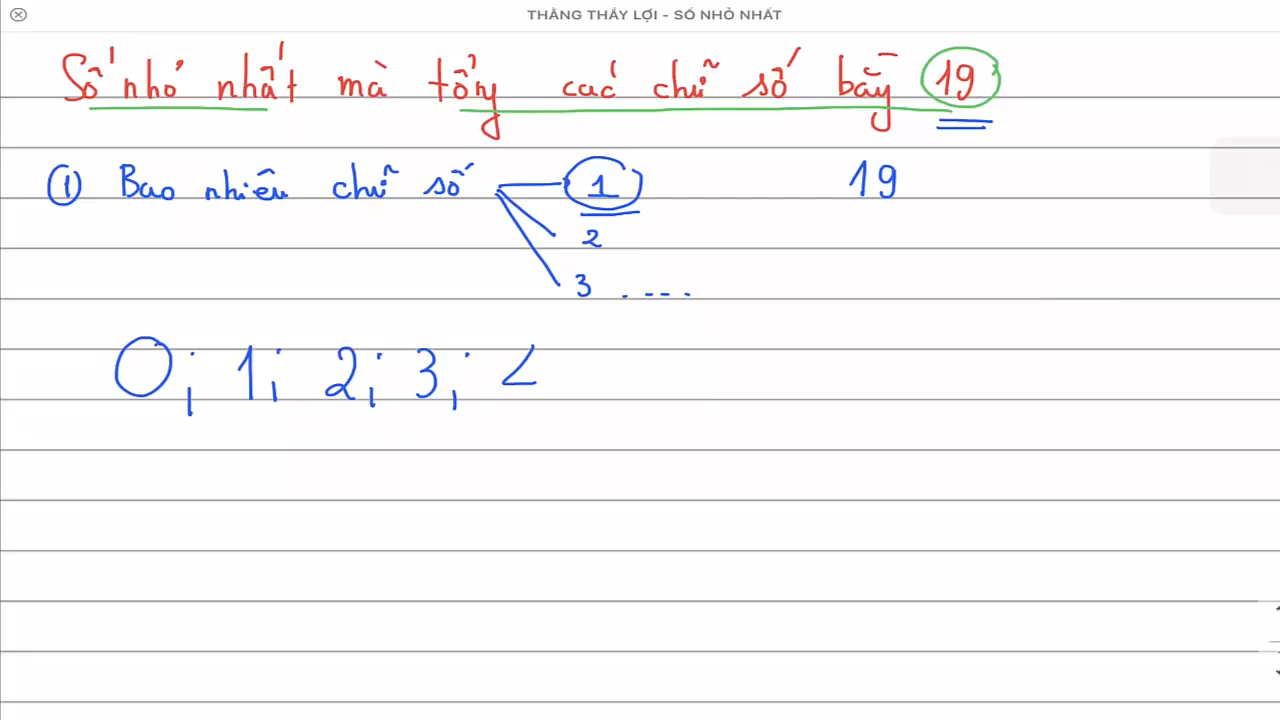 THẰNG THẦY LỢI - SỐ NHỎ NHẤT
Số nhỏ nhất mà tổng các chữ số bằng 19
① Bao nhiêu chữ số 1 19
2
3 . - - - .
0; 1; 2; 3;